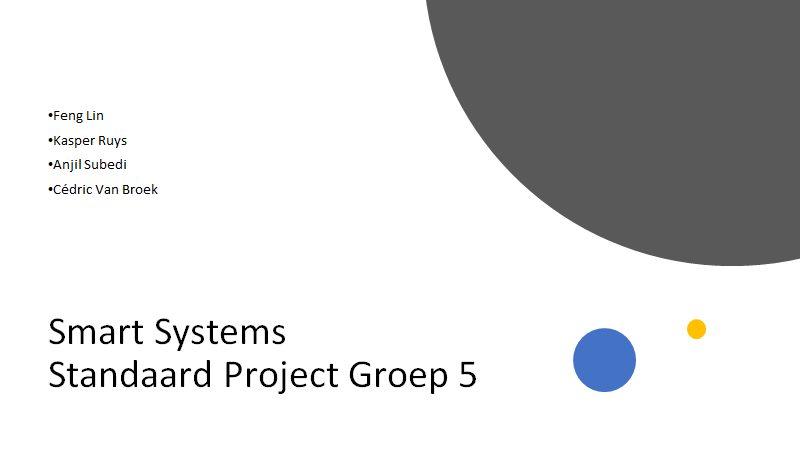 •Feng Lin
•Kasper Ruys
•Anjil Subedi
•Cédric Van Broek
Smart Systems
Standaard Project Groep 5